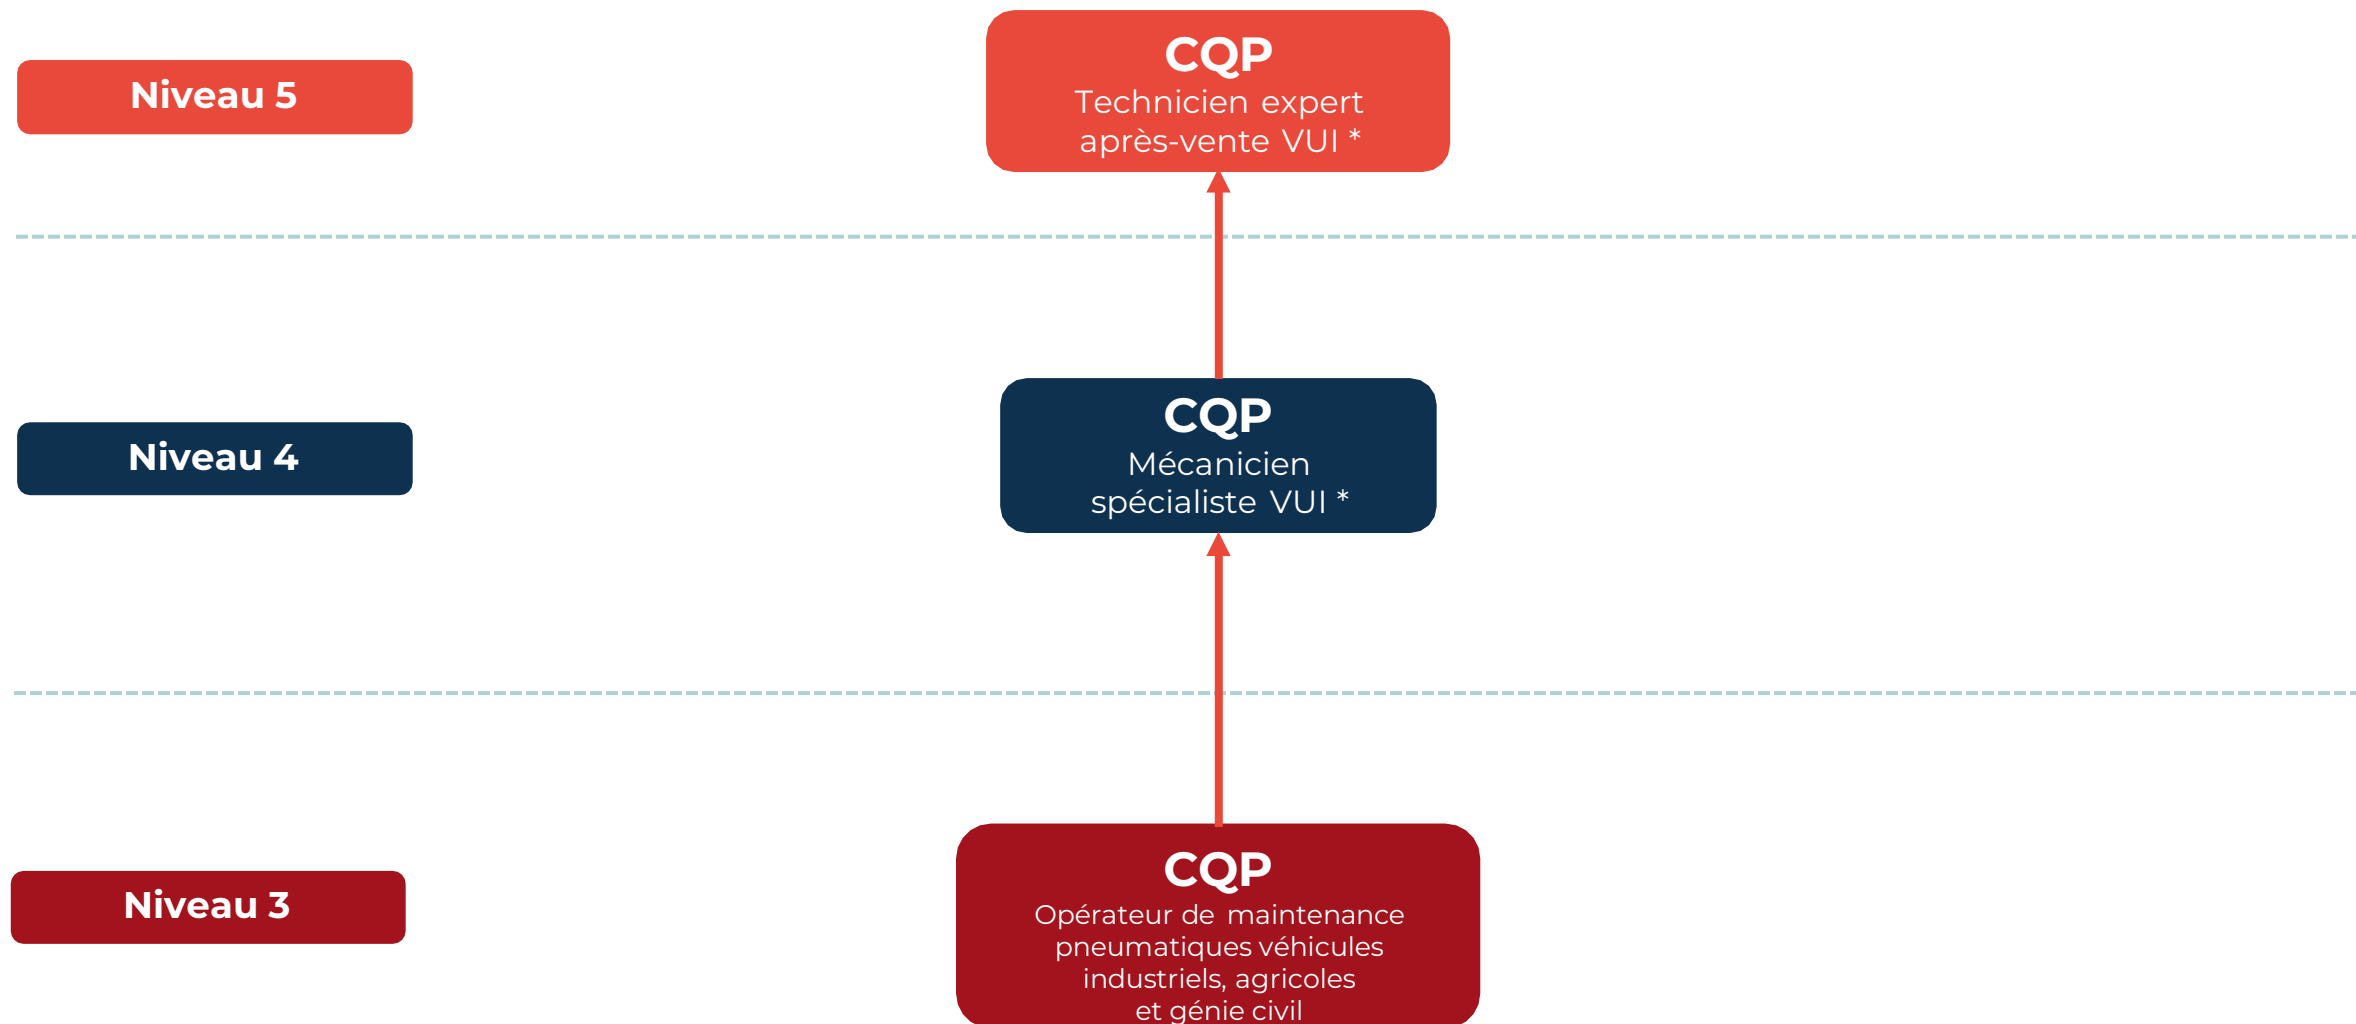 Niveau 5
CQP
Technicien expert
après-vente VUI *
Niveau 4
CQP
Mécanicien
spécialiste VUI *
Niveau 3
CQP
Opérateur de maintenance
pneumatiques véhicules
industriels, agricoles
et génie civil